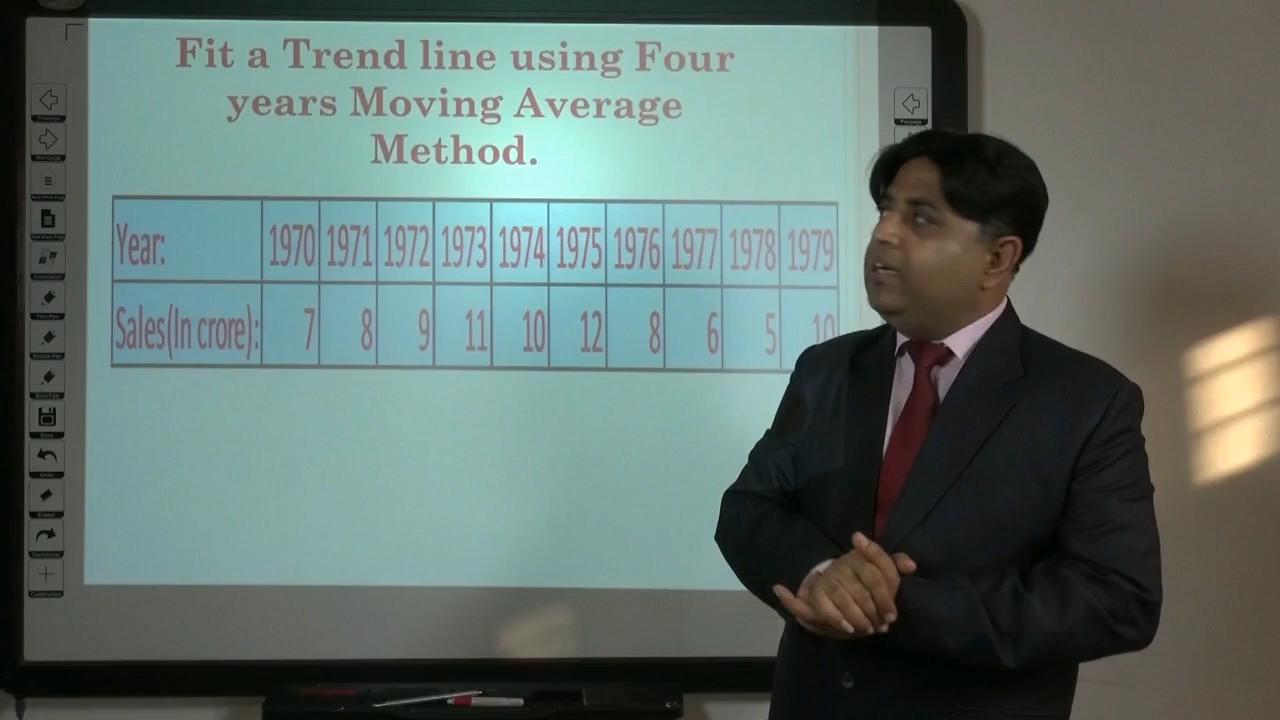 Fit a Trend line using Four
years Moving Average
Method.
Year: 1970 1971 1972 1973 1974 1975 1976 1977 1978 1979
Sales(In crore): 7 8 9 11 10 12 8 6 5 10